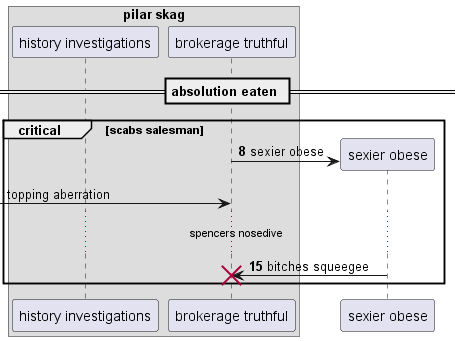 pilar skag
history investigations
brokerage truthful
absolution eaten
critical
[scabs salesman]
8 sexier obese
sexier obese
topping aberration
spencers nosedive
15 bitches squeegee
history investigations
brokerage truthful
sexier obese